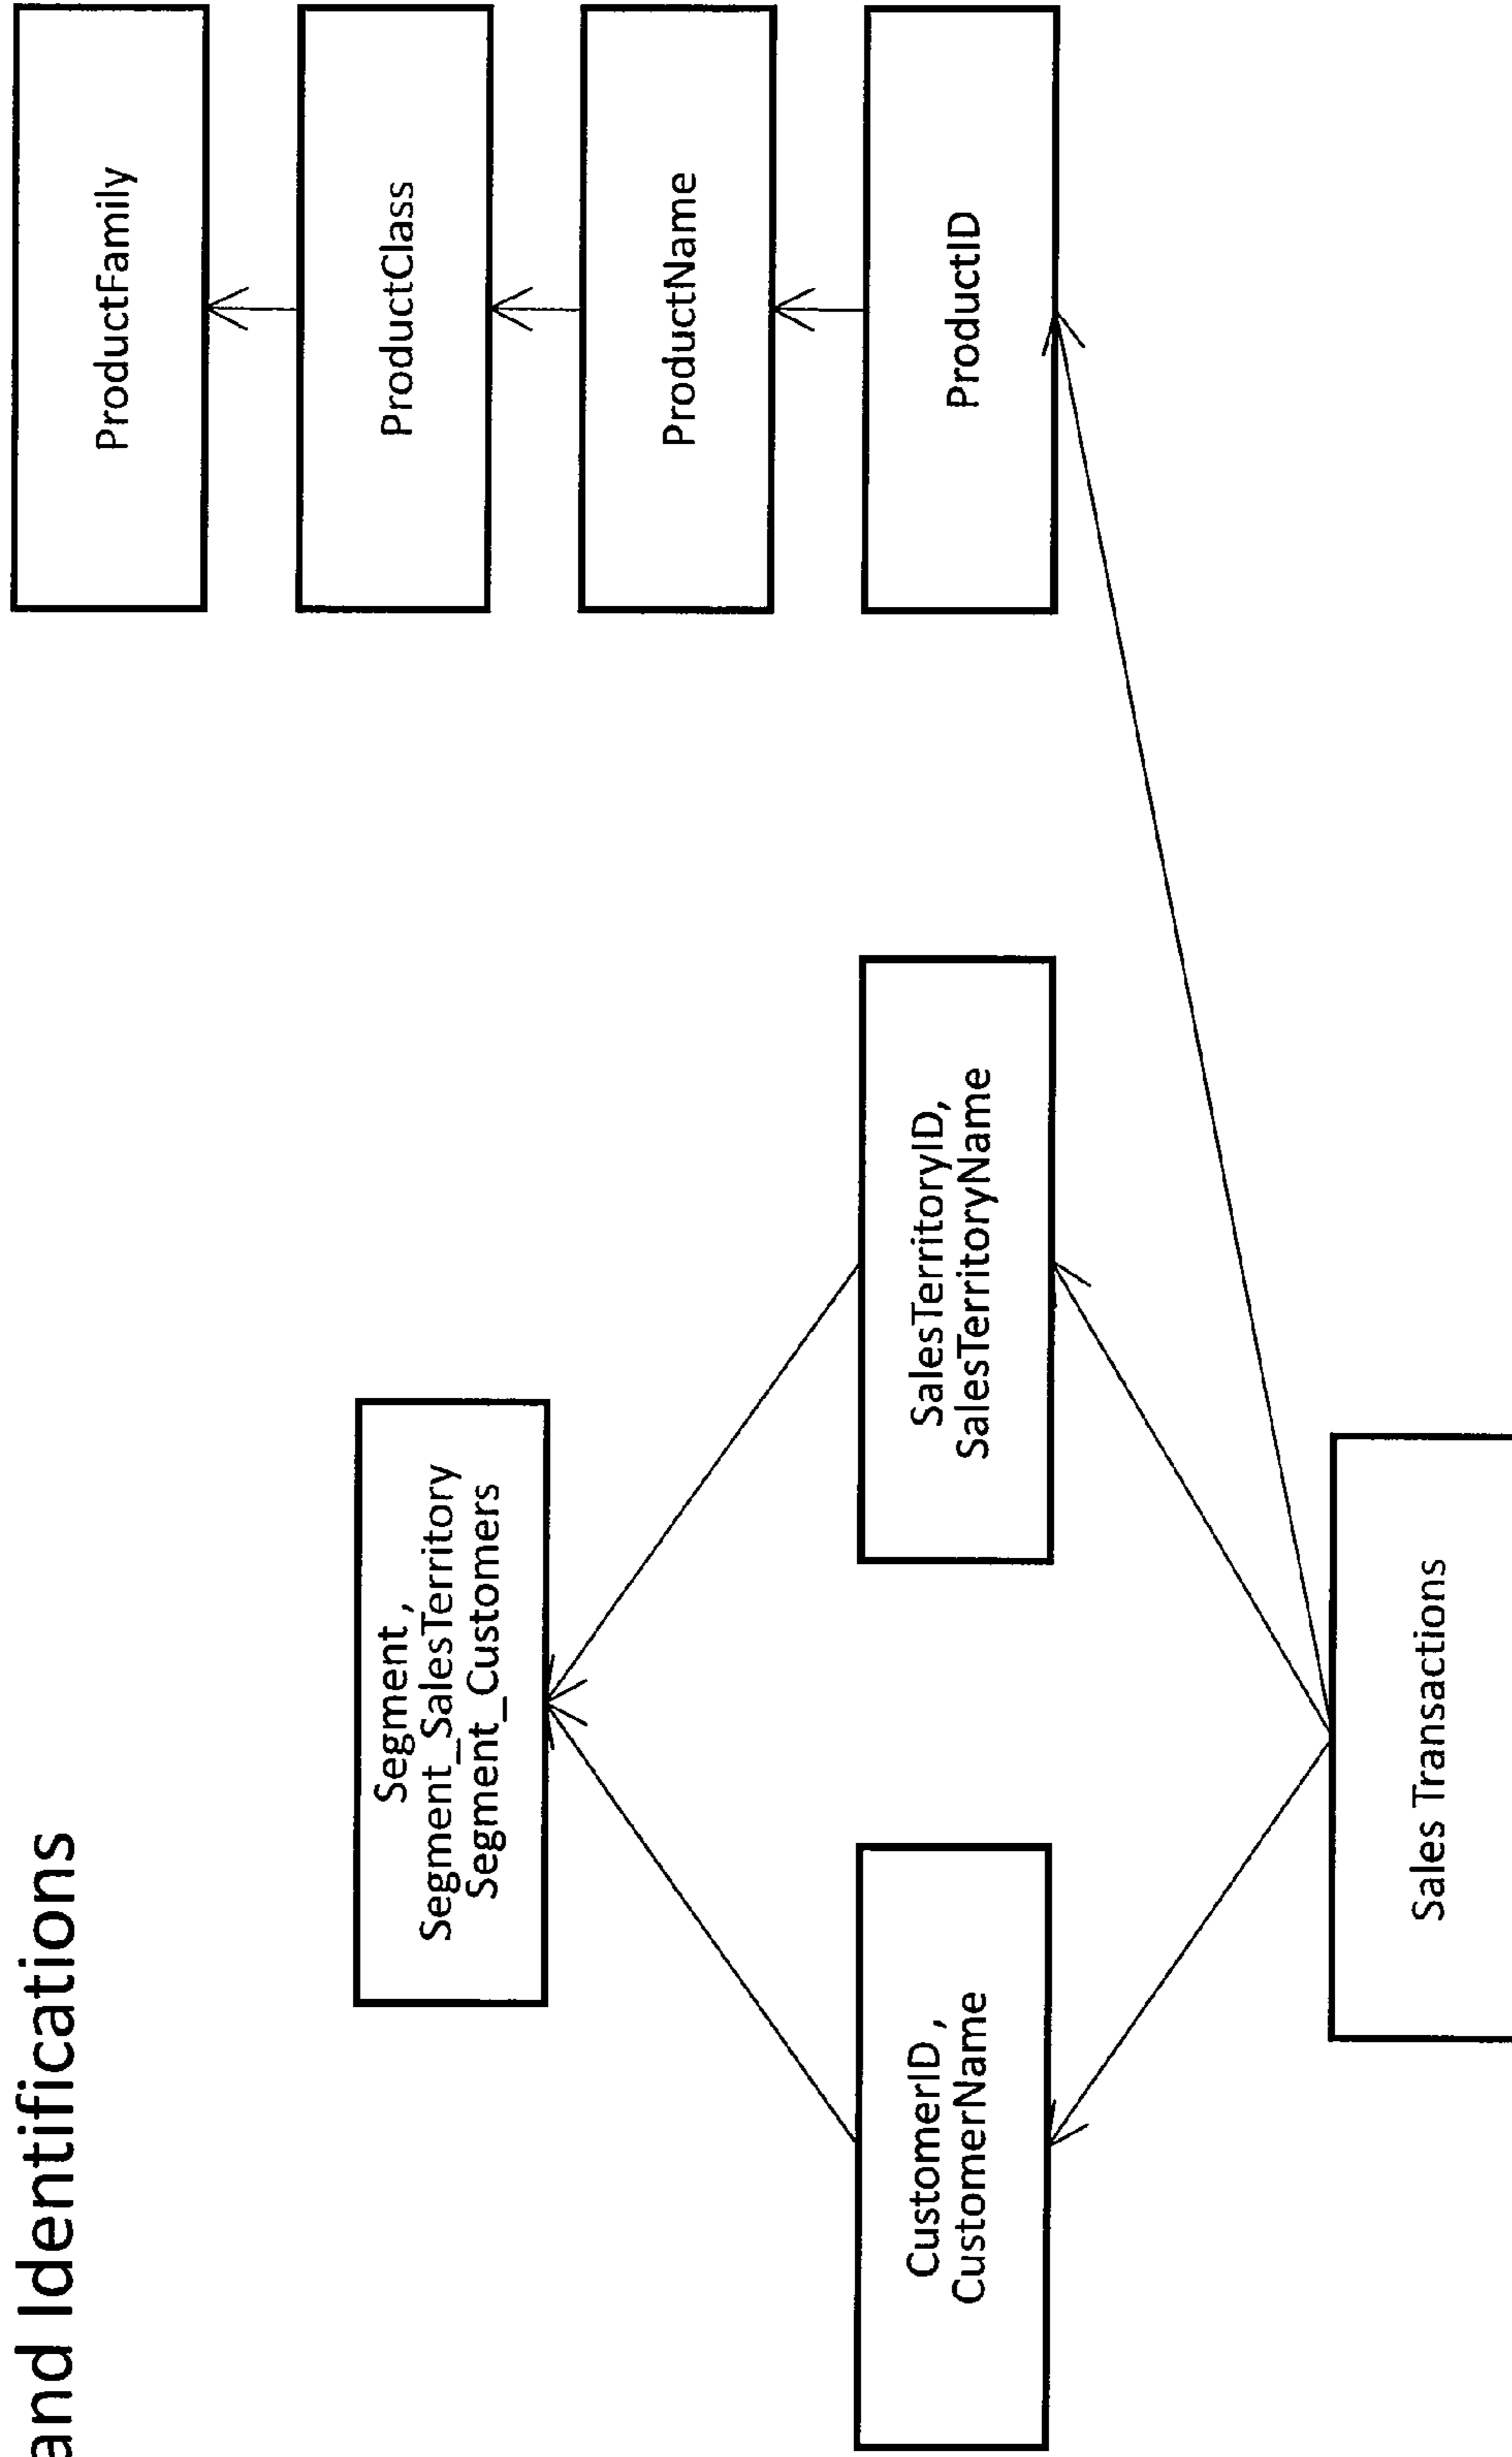 and Identifications
Segment,
Segment_SalesTerritory
Segment_Customers
CustomerID,
CustomerName
SalesTerritoryID,
SalesTerritoryName
Sales Transactions
ProductFamily
ProductClass
ProductName
ProductID